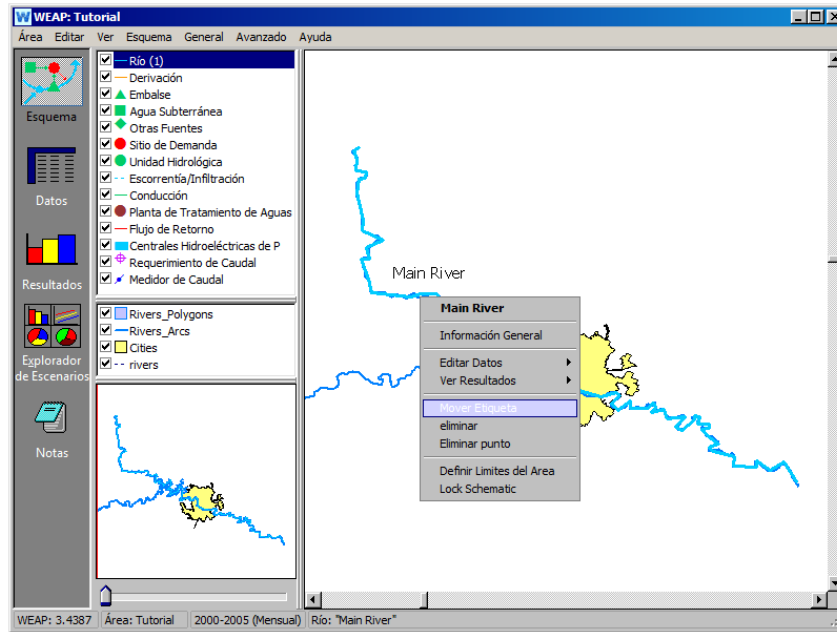 WEAP: Tutorial
Área Editar Ver Esquema General Avanzado Ayuda
Esquema
Datos
Resultados
Explorador de Escenarios
Notas
Río (1)
Derivación
Embalse
Agua Subterránea
Otras Fuentes
Sitio de Demanda
Unidad Hidrológica
Escorrentía/Infiltración
Conducción
Planta de Tratamiento de Aguas
Flujo de Retorno
Centrales Hidroeléctricas de P
Requerimiento de Caudal
Medidor de Caudal
Rivers_Polygons
Rivers_Arcs
Cities
rivers
Main River
Main River
Información General
Editar Datos
Ver Resultados
Mover Etiqueta
eliminar
Eliminar punto
Definir Limites del Area
Lock Schematic
WEAP: 3.4387 Área: Tutorial 2000-2005 (Mensual) Río: "Main River"